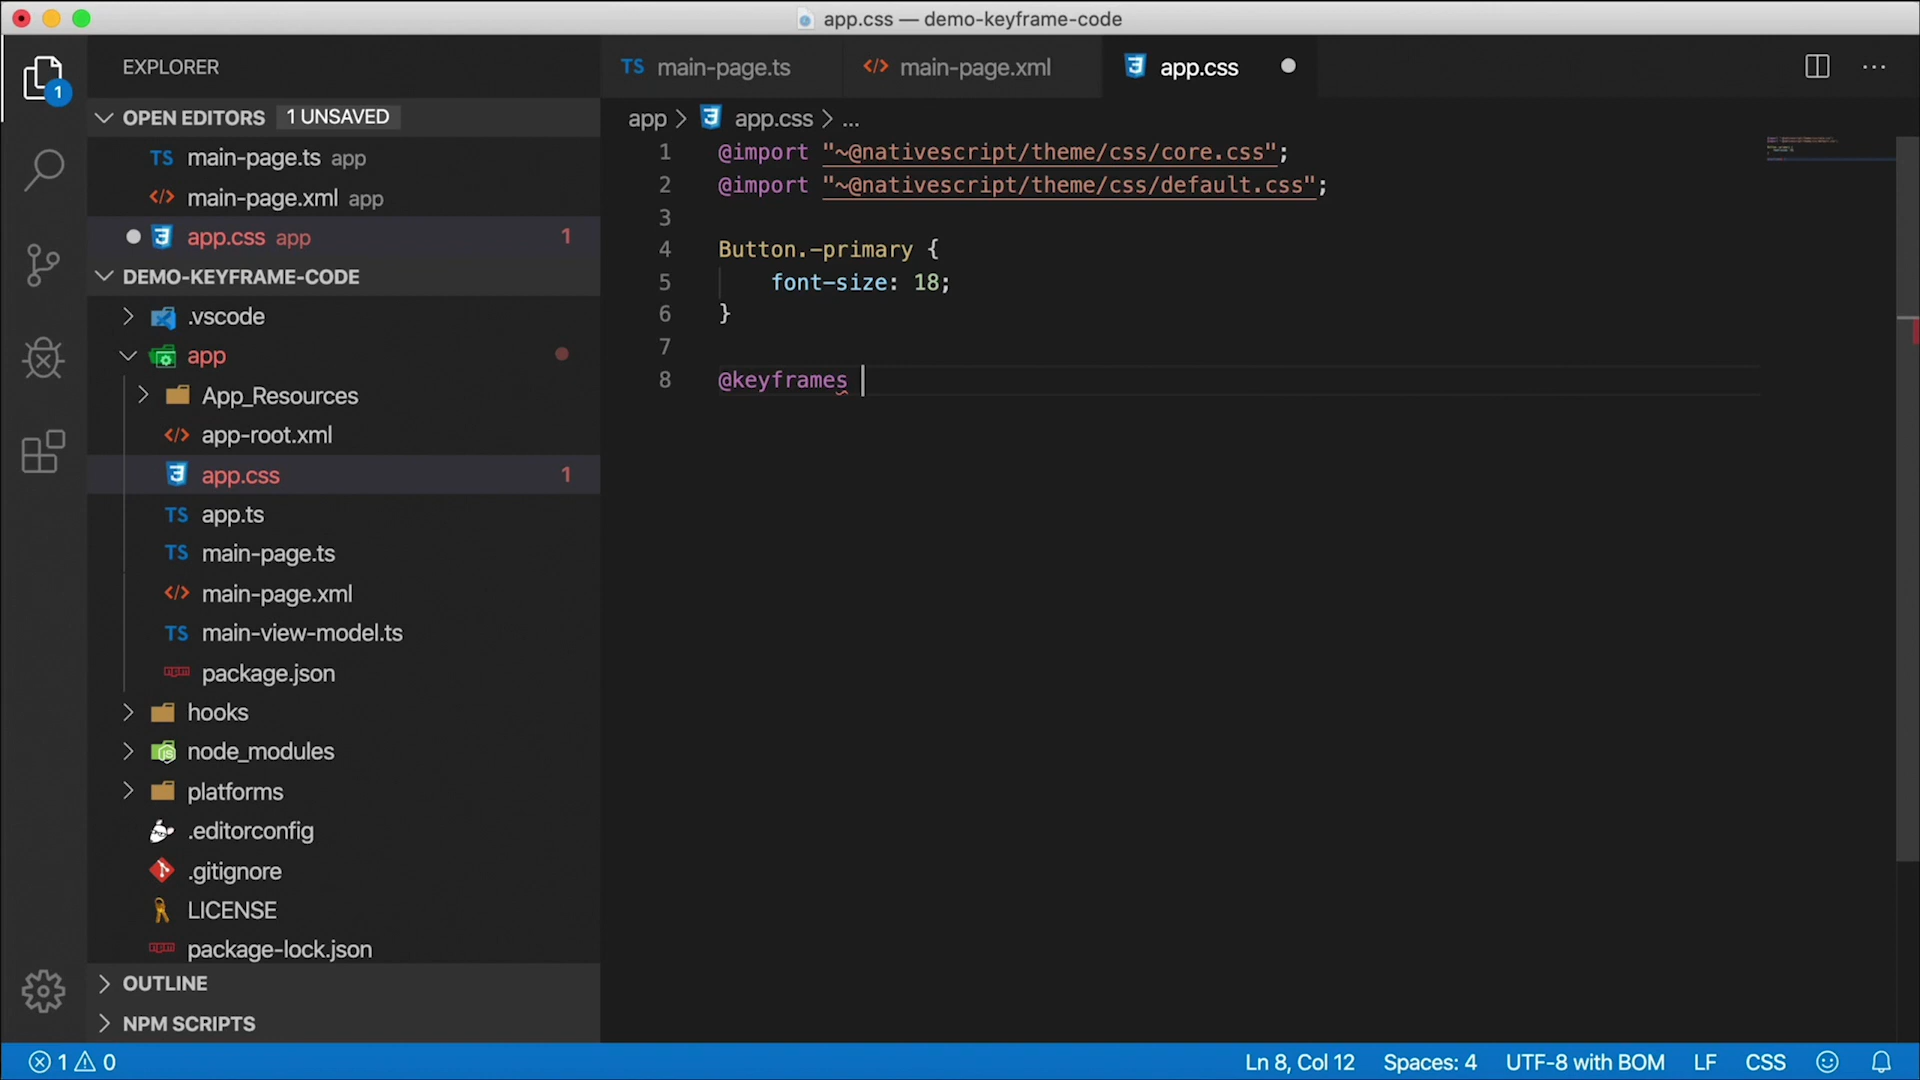 app.css — demo-keyframe-code
EXPLORER
1
OPEN EDITORS 1 UNSAVED
TS main-page.ts app
</> main-page.xml app
app.css app 1
DEMO-KEYFRAME-CODE
.vscode
app
App_Resources
</> app-root.xml
app.css 1
TS app.ts
TS main-page.ts
</> main-page.xml
TS main-view-model.ts
package.json
hooks
node_modules
platforms
.editorconfig
.gitignore
LICENSE
package-lock.json
OUTLINE
NPM SCRIPTS
TS main-page.ts </> main-page.xml app.css
app > app.css > ...
1 @import "~@nativescript/theme/css/core.css";
2 @import "~@nativescript/theme/css/default.css";
3
4 Button.-primary {
5 font-size: 18;
6 }
7
8 @keyframes
1 0 Ln 8, Col 12 Spaces: 4 UTF-8 with BOM LF CSS